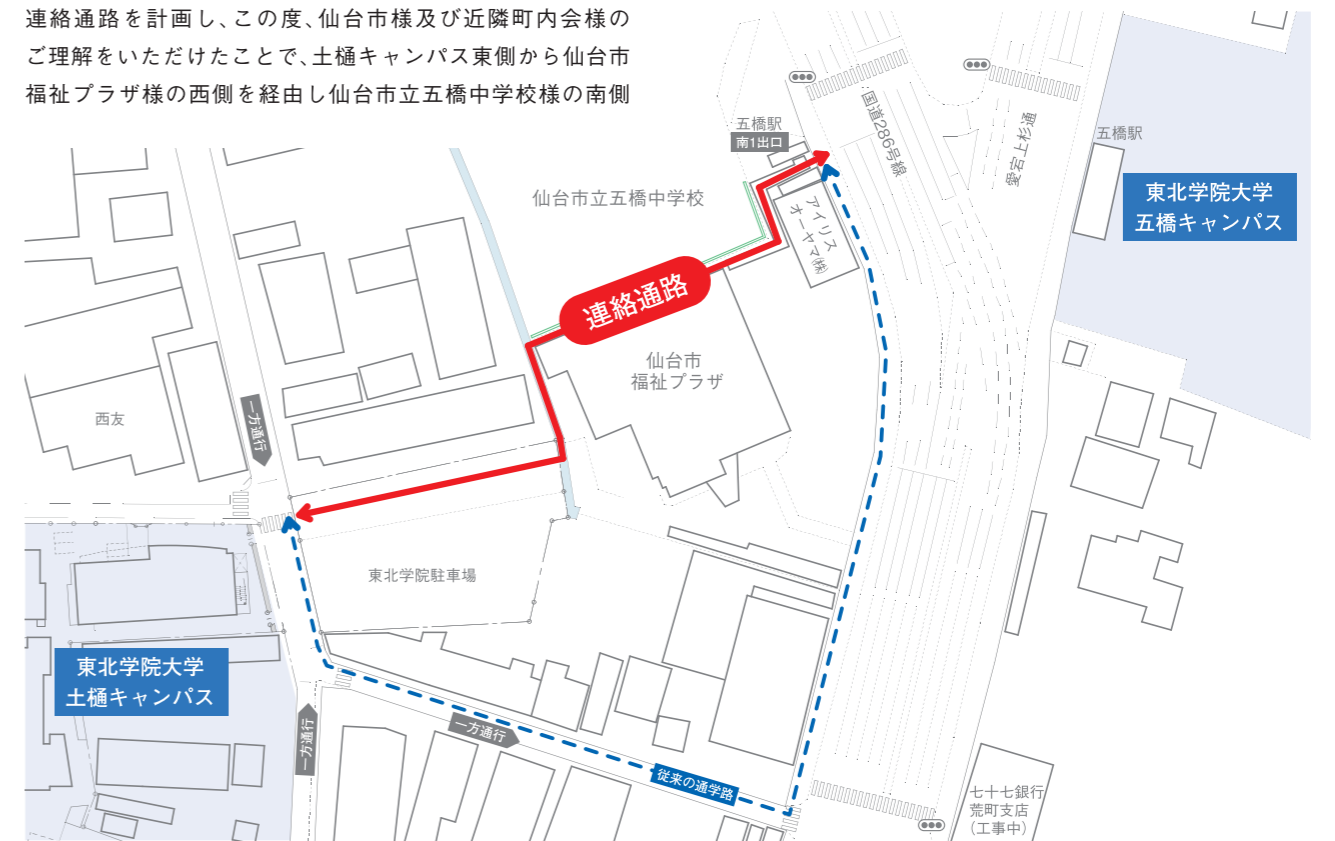 連絡通路を計画し、この度、仙台市様及び近隣町内会様の
ご理解をいただけたことで、土樋キャンパス東側から仙台市
福祉プラザ様の西側を経由し仙台市立五橋中学校様の南側
五橋駅
南1出口
国道286号線
愛宕上杉通
五橋駅
東北学院大学
五橋キャンパス
仙台市立五橋中学校
アイリス
オーヤマ(株)
連絡通路
仙台市
福祉プラザ
西友
一方通行
東北学院駐車場
東北学院大学
土樋キャンパス
一方通行
一方通行
従来の通学路
七十七銀行
荒町支店
(工事中)